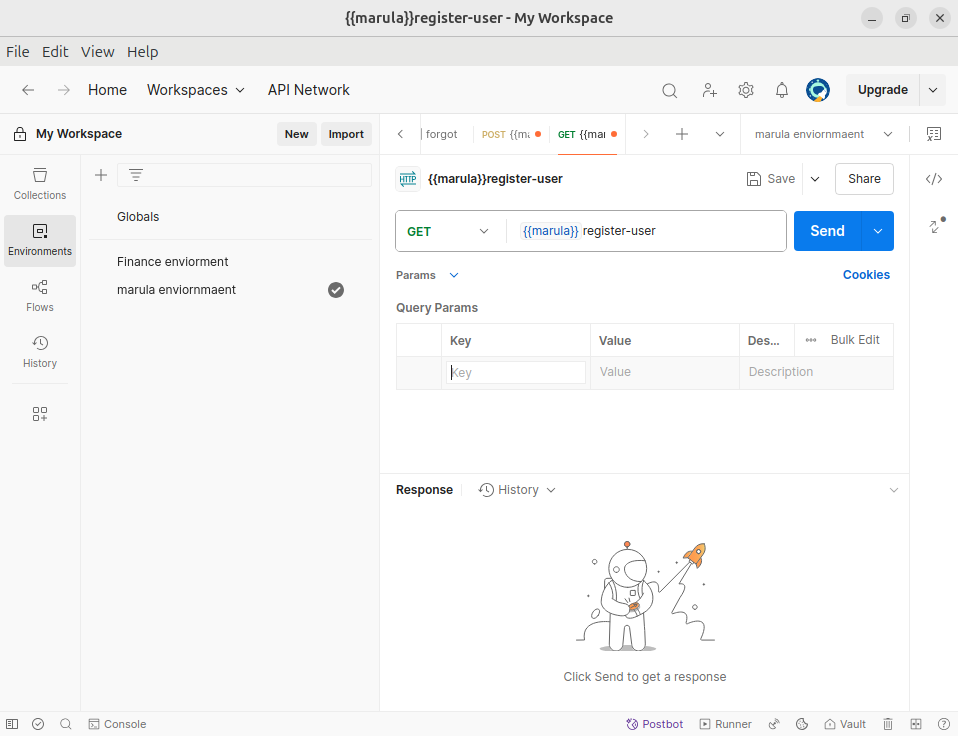 {{marula}}register-user - My Workspace
File Edit View Help
Home Workspaces API Network Upgrade
My Workspace New Import
forgot POST {{m GET {{mar marula enviornmaent
Collections
Environments
Flows
History
Globals
Finance enviorment
marula enviornmaent
HTTP {{marula}}register-user Save Share
GET {{marula}} register-user Send
Params Cookies
Query Params
Key Value Des... Bulk Edit
Key Value Description
Response History
Click Send to get a response
Console Postbot Runner Vault